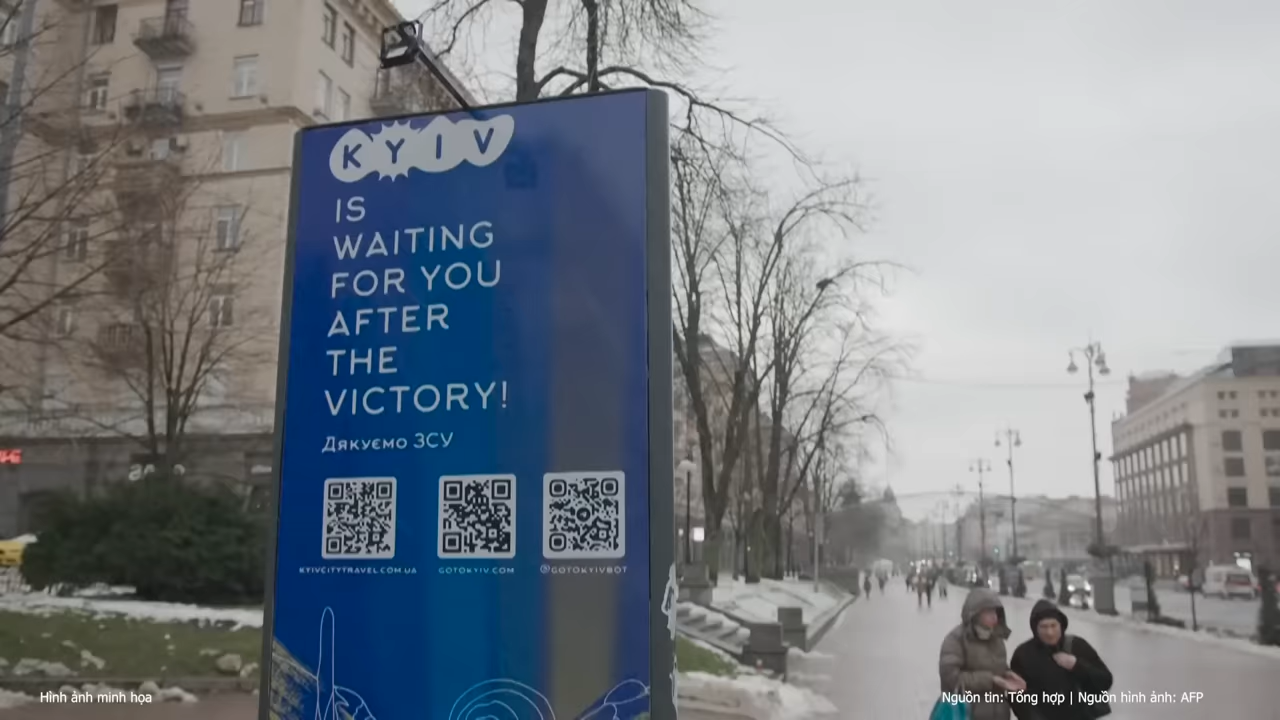 KYIV
IS
WAITING
FOR YOU
AFTER
THE
VICTORY!
Дякуємо ЗСУ
KYIVCITYTRAVEL.COM.UA GOTOKYIV.COM @GOTOKYIVBOT
Hình ảnh minh họa
Nguồn tin: Tổng hợp | Nguồn hình ảnh: AFP